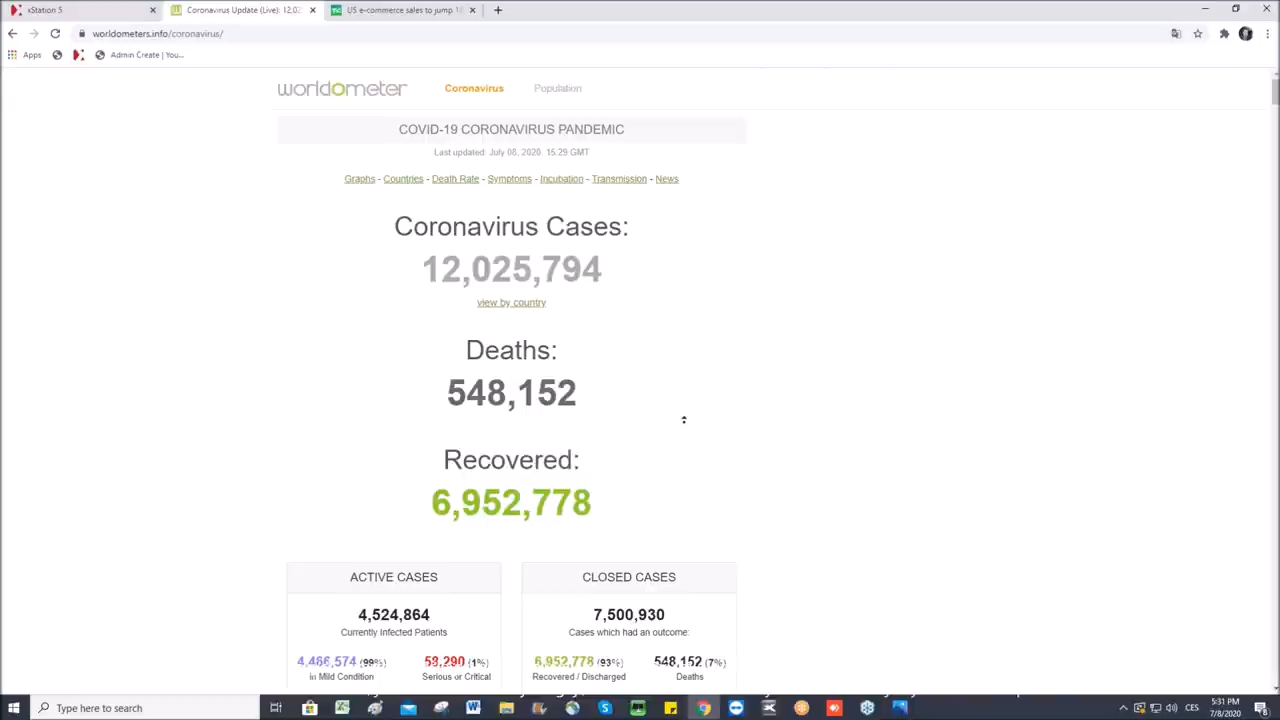 xStation 5
Coronavirus Update (Live): 12,02
US e-commerce sales to jump 18
worldometers.info/coronavirus/
Apps
Admin Create | You...
worldometer Coronavirus Population
COVID-19 CORONAVIRUS PANDEMIC
Last updated: July 08, 2020, 15:29 GMT
Graphs - Countries - Death Rate - Symptoms - Incubation - Transmission - News
Coronavirus Cases:
12,025,794
view by country
Deaths:
548,152
Recovered:
6,952,778
ACTIVE CASES
4,524,864
Currently Infected Patients
4,466,574 (99%)
in Mild Condition
58,290 (1%)
Serious or Critical
CLOSED CASES
7,500,930
Cases which had an outcome:
6,952,778 (93%)
Recovered / Discharged
548,152 (7%)
Deaths
Type here to search
CES
5:31 PM
7/8/2020